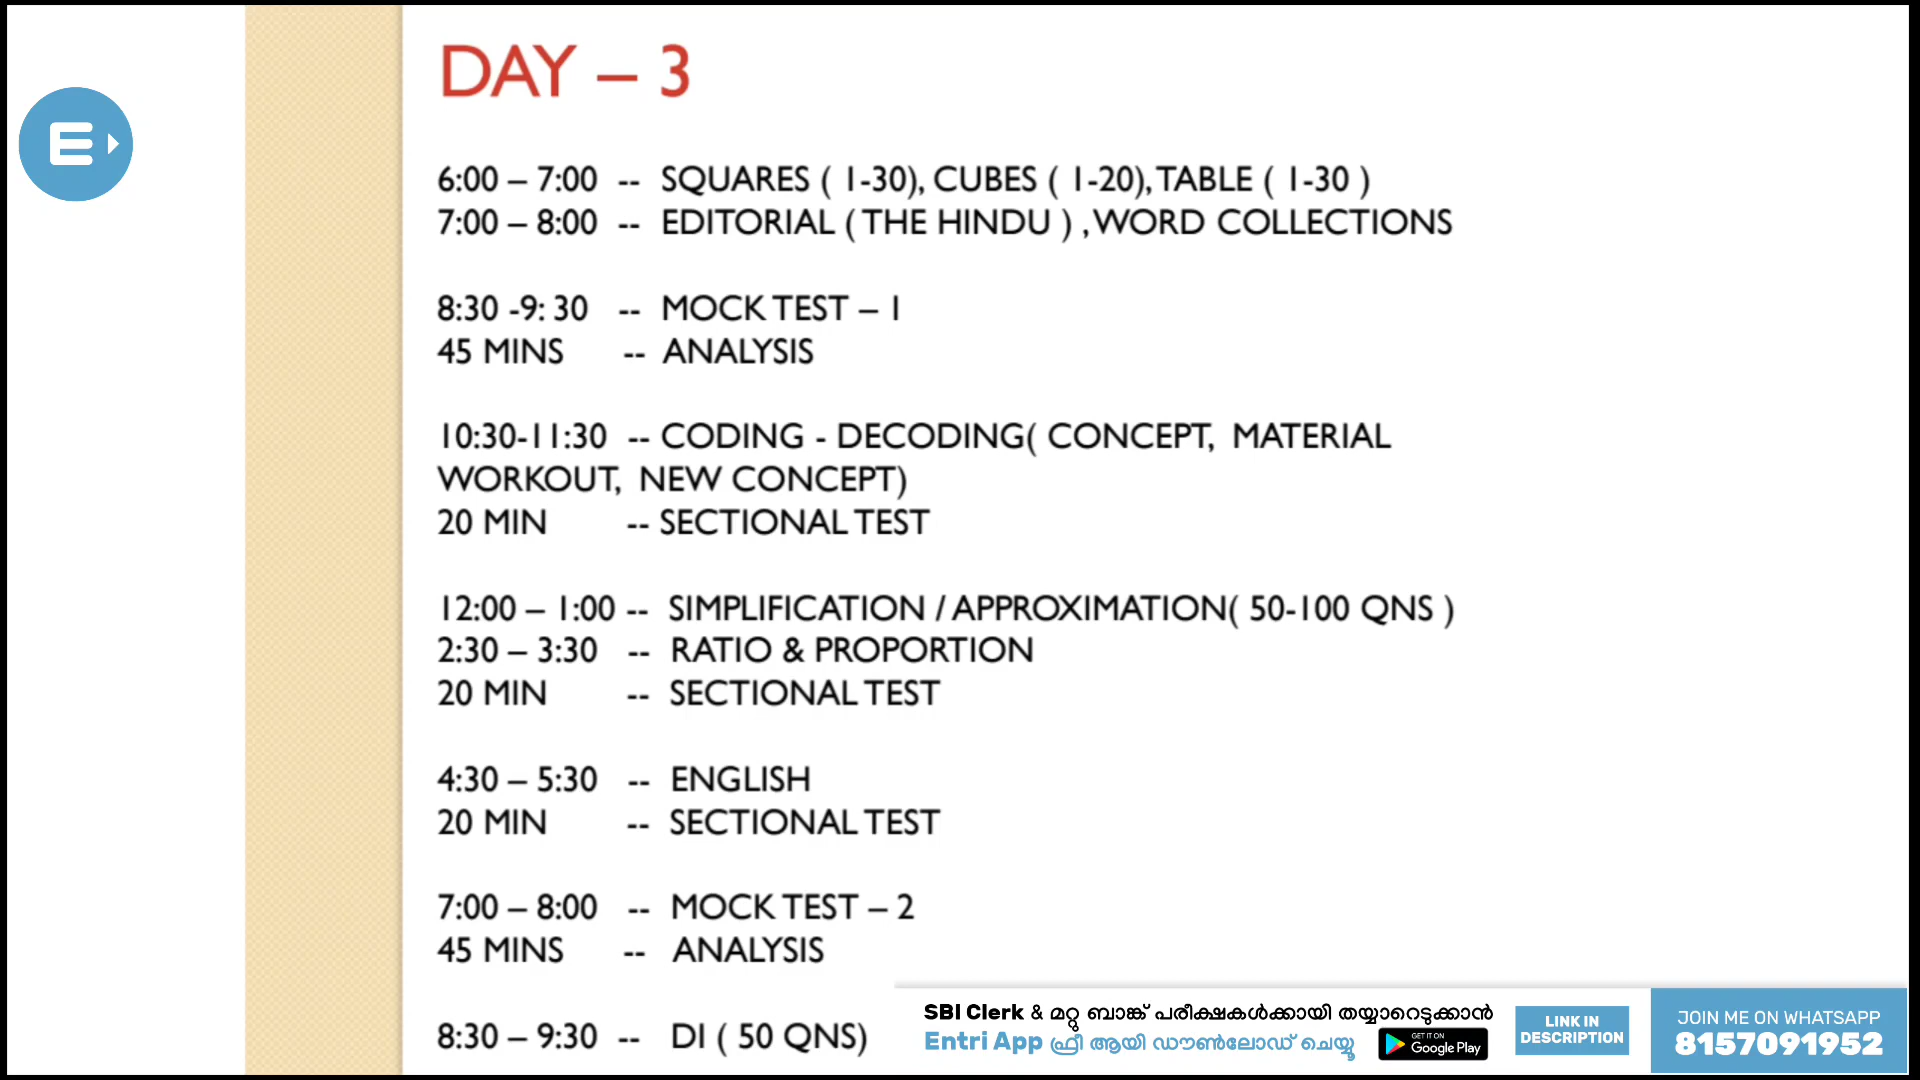 DAY – 3
E
6:00 – 7:00 -- SQUARES ( 1-30), CUBES ( 1-20), TABLE ( 1-30 )
7:00 – 8:00 -- EDITORIAL ( THE HINDU ) , WORD COLLECTIONS
8:30 -9: 30 -- MOCK TEST – 1
45 MINS -- ANALYSIS
10:30-11:30 -- CODING - DECODING( CONCEPT, MATERIAL
WORKOUT, NEW CONCEPT)
20 MIN -- SECTIONAL TEST
12:00 – 1:00 -- SIMPLIFICATION / APPROXIMATION( 50-100 QNS )
2:30 – 3:30 -- RATIO & PROPORTION
20 MIN -- SECTIONAL TEST
4:30 – 5:30 -- ENGLISH
20 MIN -- SECTIONAL TEST
7:00 – 8:00 -- MOCK TEST – 2
45 MINS -- ANALYSIS
8:30 – 9:30 -- DI ( 50 QNS)
SBI Clerk & മറ്റു ബാങ്ക് പരീക്ഷകൾക്കായി തയ്യാറെടുക്കാൻ
Entri App ഫ്രീ ആയി ഡൗൺലോഡ് ചെയ്യൂ
GET IT ON
Google Play
LINK IN
DESCRIPTION
JOIN ME ON WHATSAPP
8157091952